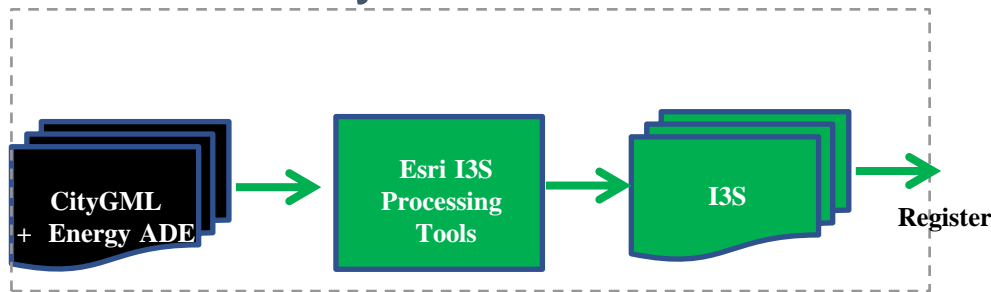 CityGML
+ Energy ADE
Esri I3S
Processing
Tools
I3S
Register